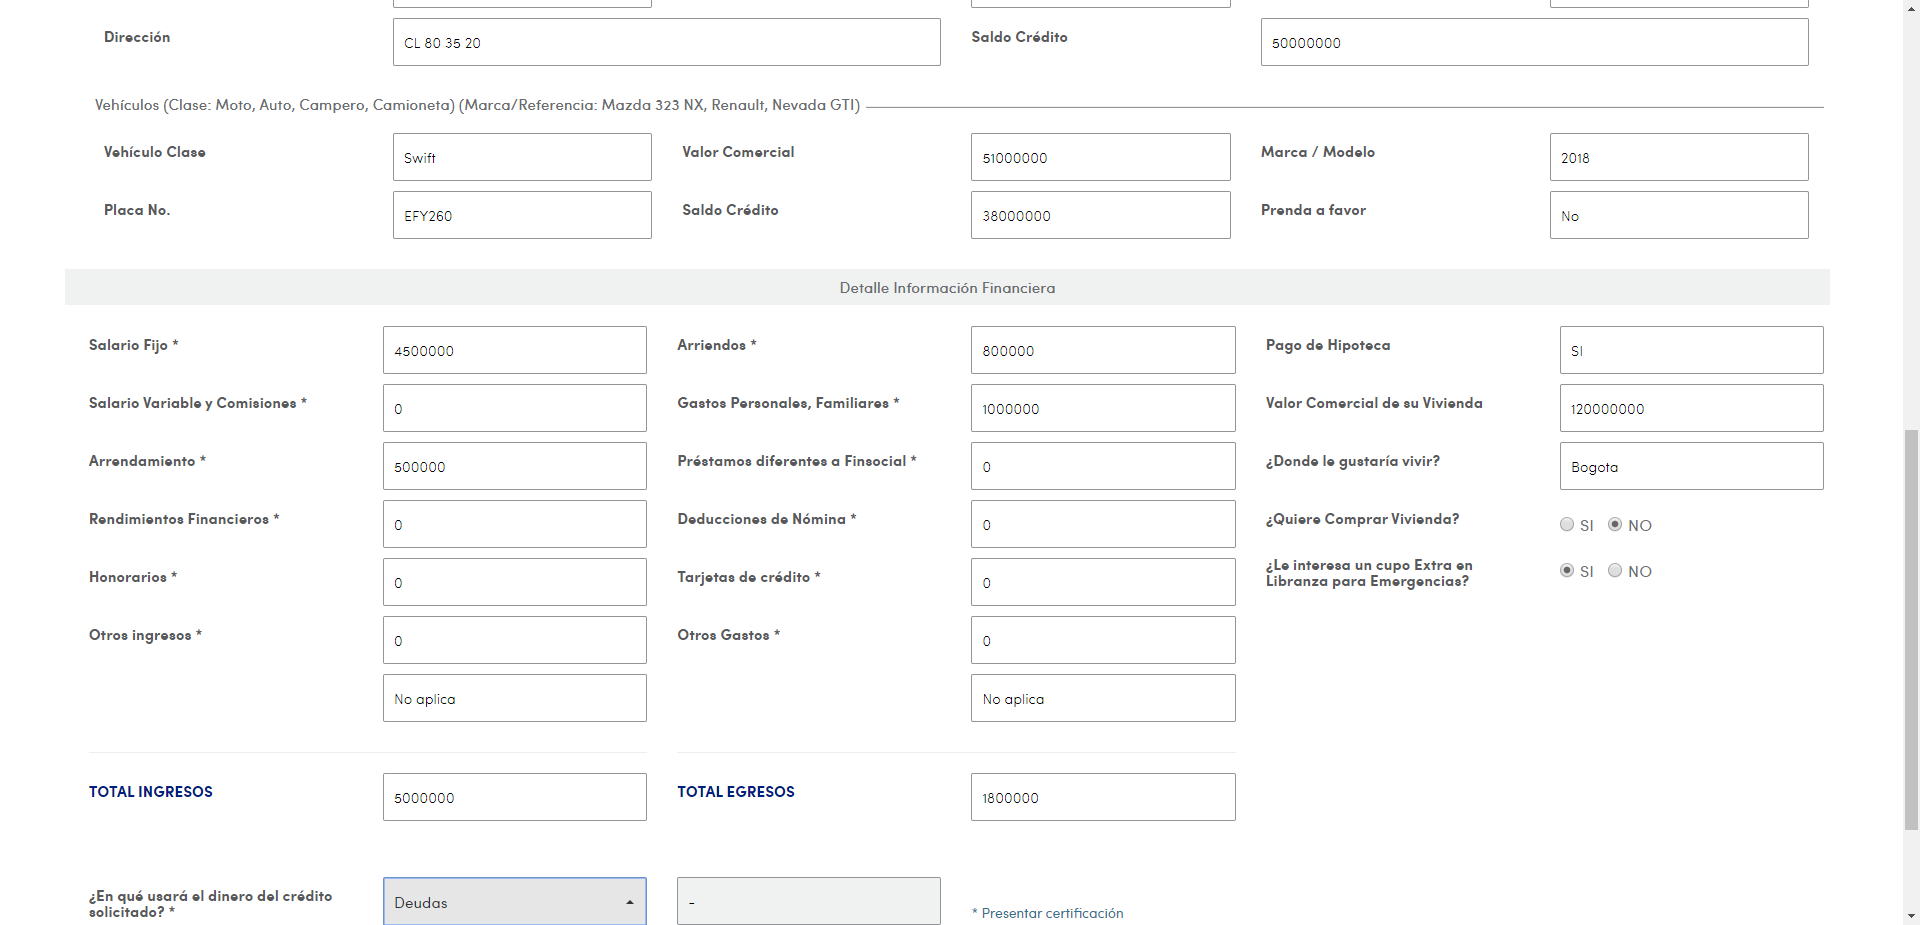 Dirección CL 80 35 20 Saldo Crédito 50000000
Vehículos (Clase: Moto, Auto, Campero, Camioneta) (Marca/Referencia: Mazda 323 NX, Renault, Nevada GTI)
Vehículo Clase Swift Valor Comercial 51000000 Marca / Modelo 2018
Placa No. EFY260 Saldo Crédito 38000000 Prenda a favor No
Detalle Información Financiera
Salario Fijo * 4500000 Arriendos * 800000 Pago de Hipoteca SI
Salario Variable y Comisiones * 0 Gastos Personales, Familiares * 1000000 Valor Comercial de su Vivienda 120000000
Arrendamiento * 500000 Préstamos diferentes a Finsocial * 0 ¿Donde le gustaría vivir? Bogota
Rendimientos Financieros * 0 Deducciones de Nómina * 0 ¿Quiere Comprar Vivienda? SI NO
Honorarios * 0 Tarjetas de crédito * 0 ¿Le interesa un cupo Extra en
Libranza para Emergencias? SI NO
Otros ingresos * 0 Otros Gastos * 0
No aplica No aplica
TOTAL INGRESOS 5000000 TOTAL EGRESOS 1800000
¿En qué usará el dinero del crédito
solicitado? * Deudas - * Presentar certificación